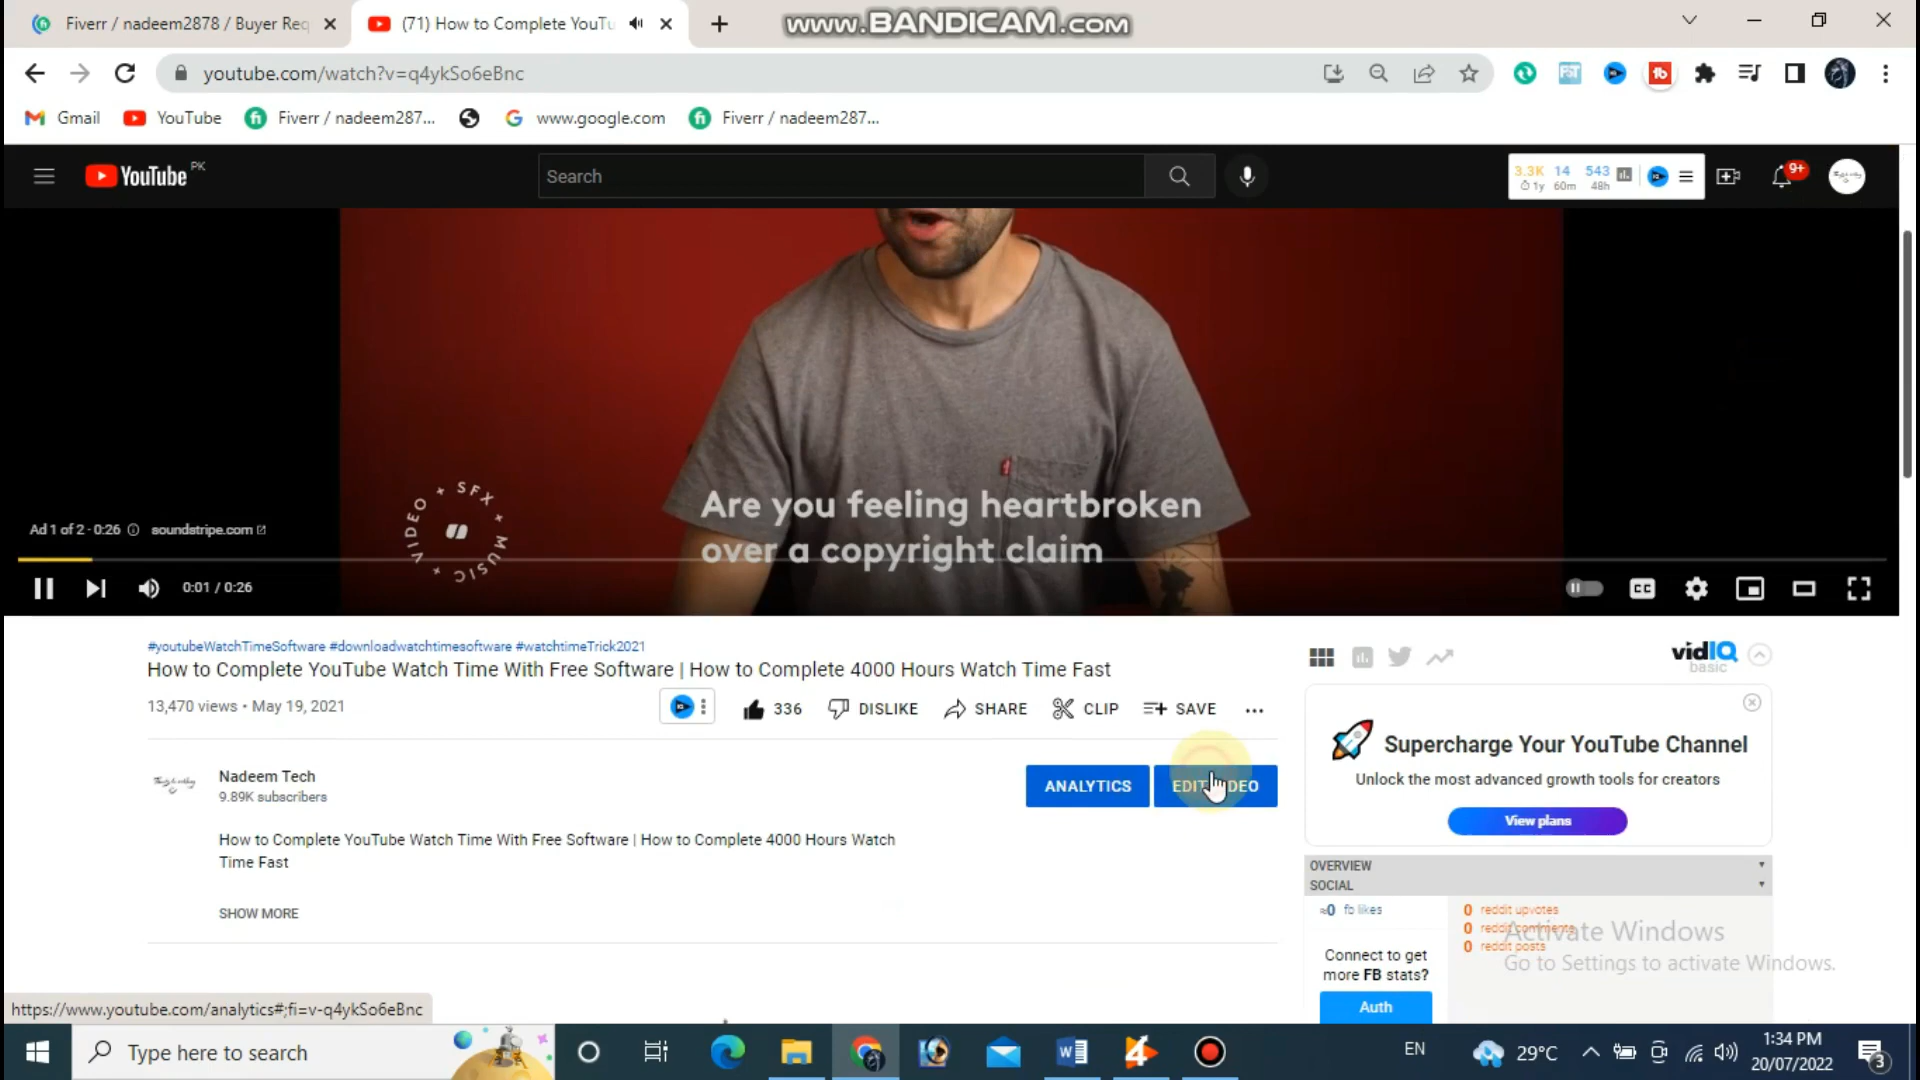 Fiverr / nadeem2878 / Buyer Req
(71) How to Complete YouTu
www.BANDICAM.com
youtube.com/watch?v=q4ykSo6eBnc
Gmail
YouTube
Fiverr / nadeem287...
www.google.com
Fiverr / nadeem287...
YouTube PK
Search
3.3K 14 543
1y 60m 48h
9+
VIDEO + SFX + MUSIC +
Are you feeling heartbroken
over a copyright claim
Ad 1 of 2 · 0:26 soundstripe.com
0:01 / 0:26
CC
#youtubeWatchTimeSoftware #downloadwatchtimesoftware #watchtimeTrick2021
How to Complete YouTube Watch Time With Free Software | How to Complete 4000 Hours Watch Time Fast
13,470 views • May 19, 2021
336
DISLIKE
SHARE
CLIP
SAVE
Nadeem Tech
9.89K subscribers
ANALYTICS
How to Complete YouTube Watch Time With Free Software | How to Complete 4000 Hours Watch
Time Fast
SHOW MORE
vidIQ
basic
Supercharge Your YouTube Channel
Unlock the most advanced growth tools for creators
View plans
OVERVIEW
SOCIAL
≈0 fb likes
0 reddit upvotes
0 reddit comments
0 reddit posts
Connect to get
more FB stats?
Auth
Activate Windows
Go to Settings to activate Windows.
https://www.youtube.com/analytics#;fi=v-q4ykSo6eBnc
Type here to search
EN
29°C
1:34 PM
20/07/2022
3